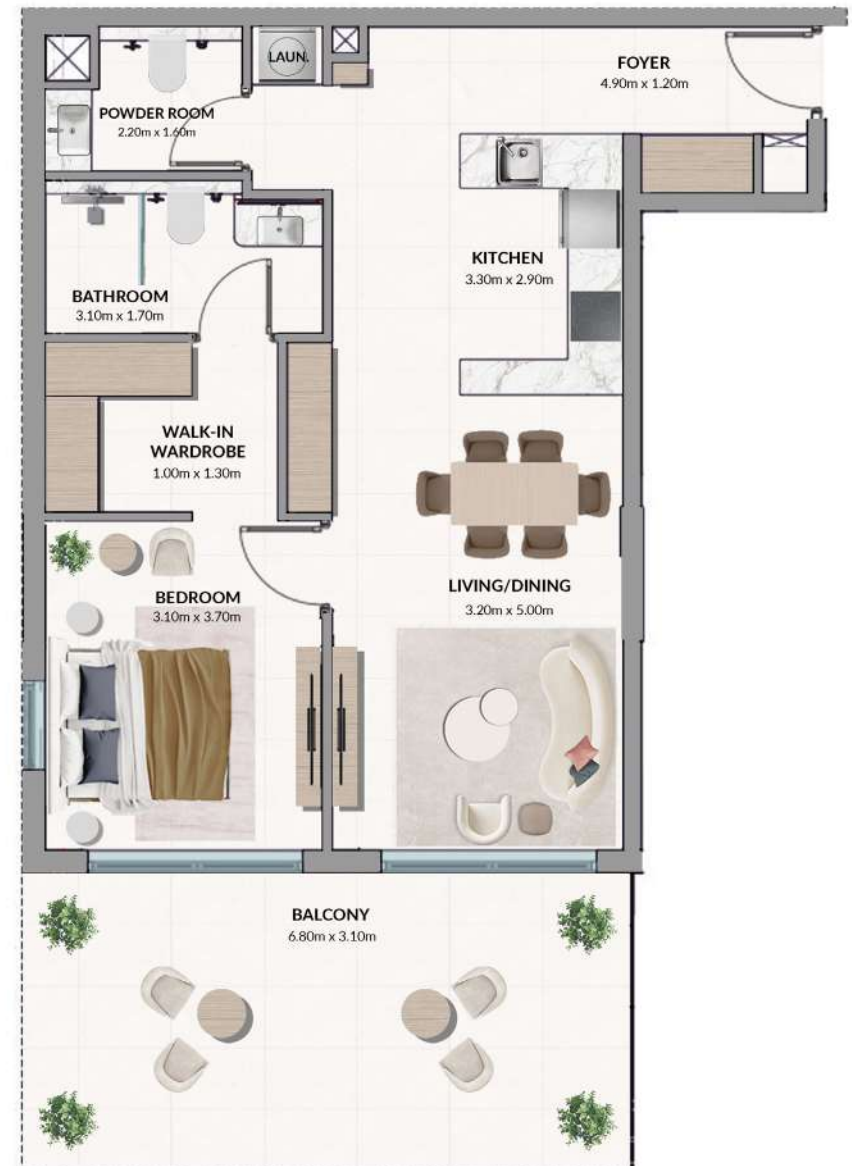 LAUN.
FOYER
4.90m x 1.20m
POWDER ROOM
2.20m x 1.60m
KITCHEN
3.30m x 2.90m
BATHROOM
3.10m x 1.70m
WALK-IN
WARDROBE
1.00m x 1.30m
BEDROOM
3.10m x 3.70m
LIVING/DINING
3.20m x 5.00m
BALCONY
6.80m x 3.10m